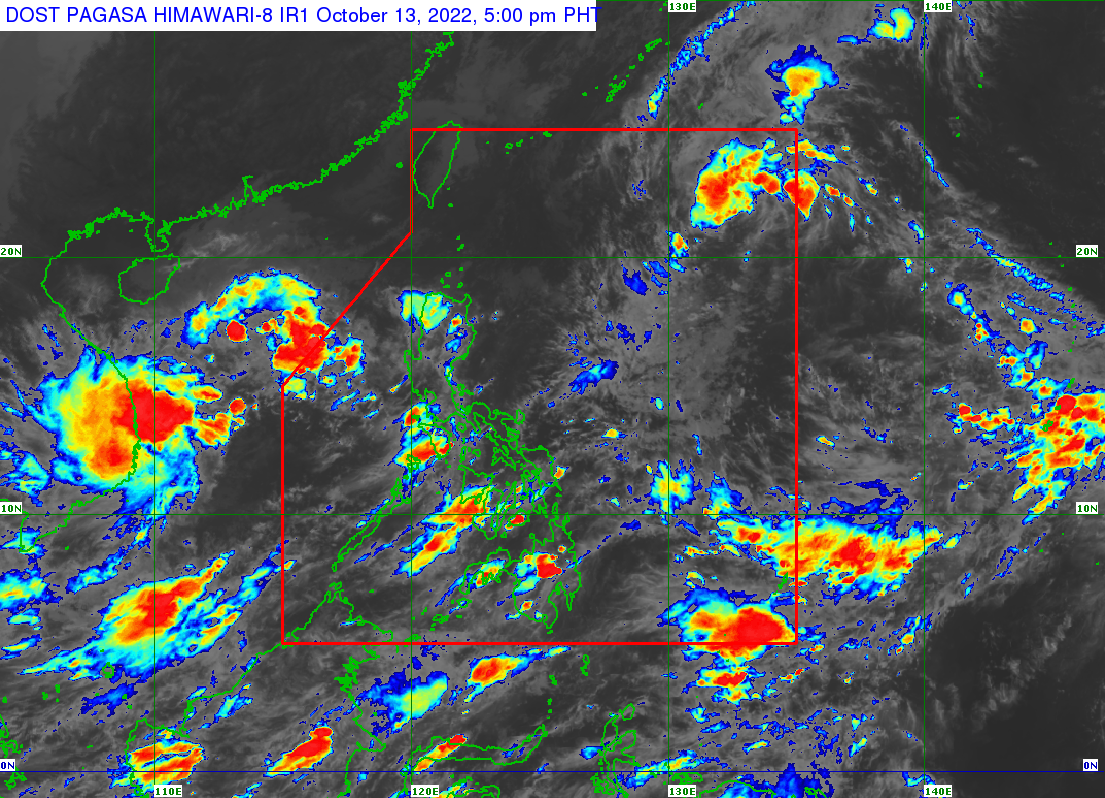 DOST PAGASA HIMAWARI-8 IR1 October 13, 2022, 5:00 pm PHT
130E
140E
20N
20N
10N
10N
0N
0N
110E
120E
130E
140E